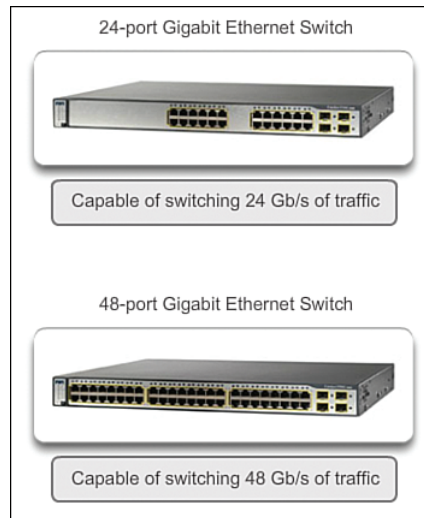 24-port Gigabit Ethernet Switch
Capable of switching 24 Gb/s of traffic
48-port Gigabit Ethernet Switch
Capable of switching 48 Gb/s of traffic